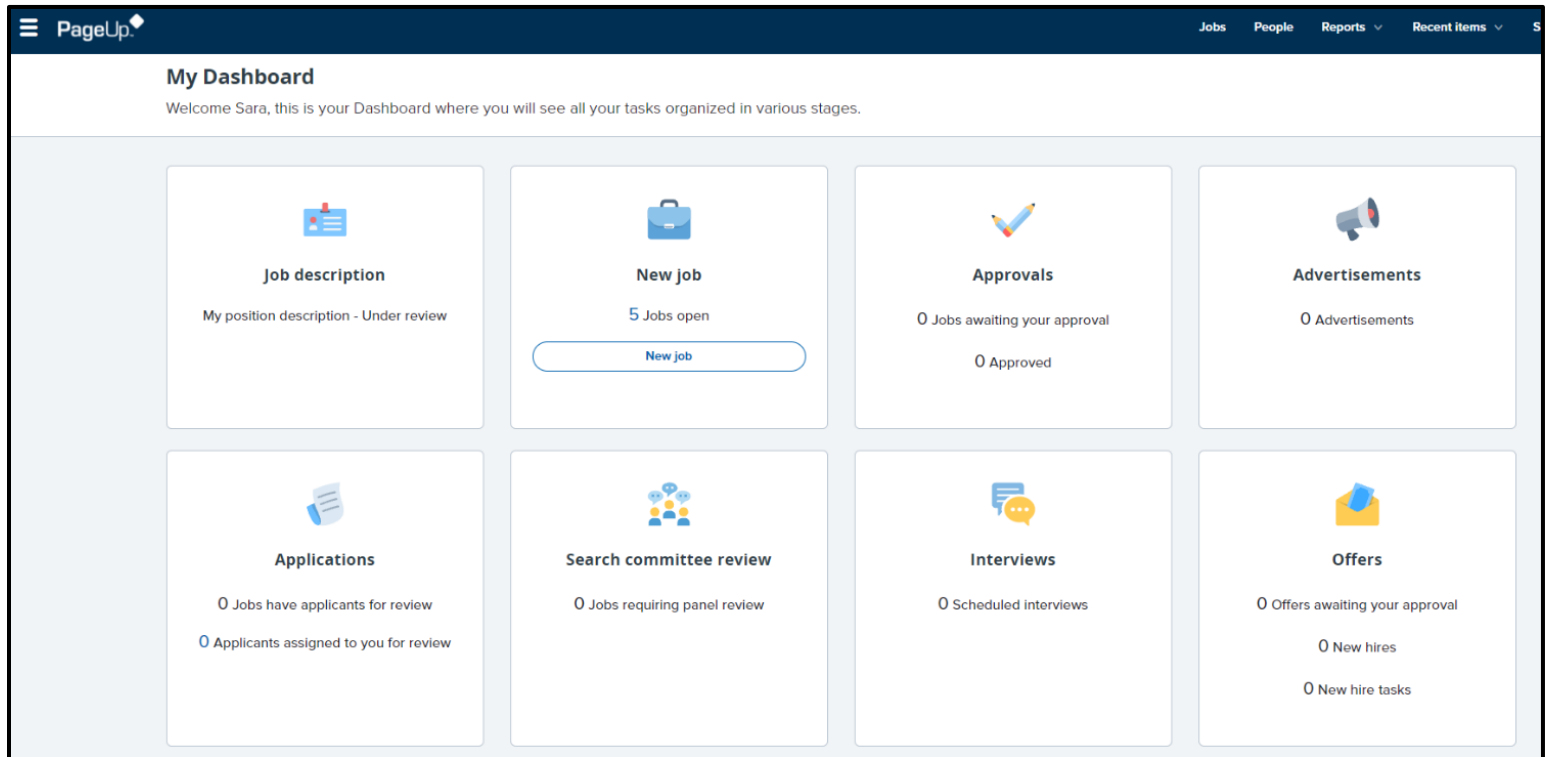 PageUp.
Jobs People Reports Recent items S
My Dashboard
Welcome Sara, this is your Dashboard where you will see all your tasks organized in various stages.
Job description
My position description - Under review
New job
5 Jobs open
New job
Approvals
0 Jobs awaiting your approval
0 Approved
Advertisements
0 Advertisements
Applications
0 Jobs have applicants for review
0 Applicants assigned to you for review
Search committee review
0 Jobs requiring panel review
Interviews
0 Scheduled interviews
Offers
0 Offers awaiting your approval
0 New hires
0 New hire tasks